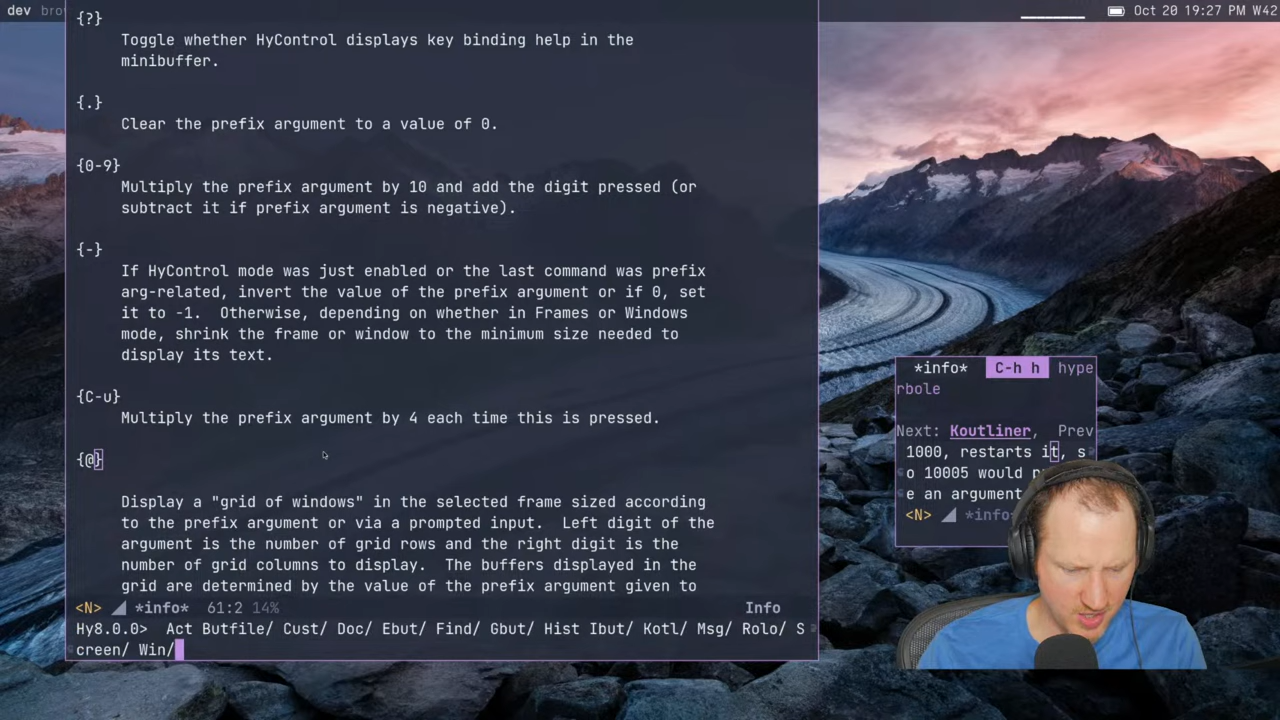 dev bro
Oct 20 19:27 PM W42
{?}
Toggle whether HyControl displays key binding help in the
minibuffer.
{.}
Clear the prefix argument to a value of 0.
{0-9}
Multiply the prefix argument by 10 and add the digit pressed (or
subtract it if prefix argument is negative).
{-}
If HyControl mode was just enabled or the last command was prefix
arg-related, invert the value of the prefix argument or if 0, set
it to -1.  Otherwise, depending on whether in Frames or Windows
mode, shrink the frame or window to the minimum size needed to
display its text.
{C-u}
Multiply the prefix argument by 4 each time this is pressed.
{@}
Display a "grid of windows" in the selected frame sized according
to the prefix argument or via a prompted input.  Left digit of the
argument is the number of grid rows and the right digit is the
number of grid columns to display.  The buffers displayed in the
grid are determined by the value of the prefix argument given to
<N> *info* 61:2 14% Info
Hy8.0.0>  Act Butfile/ Cust/ Doc/ Ebut/ Find/ Gbut/ Hist Ibut/ Kotl/ Msg/ Rolo/ S
creen/ Win/
*info* C-h h hype
rbole
Next: Koutliner,  Prev
1000, restarts it, s
o 10005 would
e an argument
<N> *info